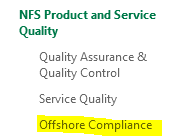 NFS Product and Service
Quality
Quality Assurance &
Quality Control
Service Quality
Offshore Compliance